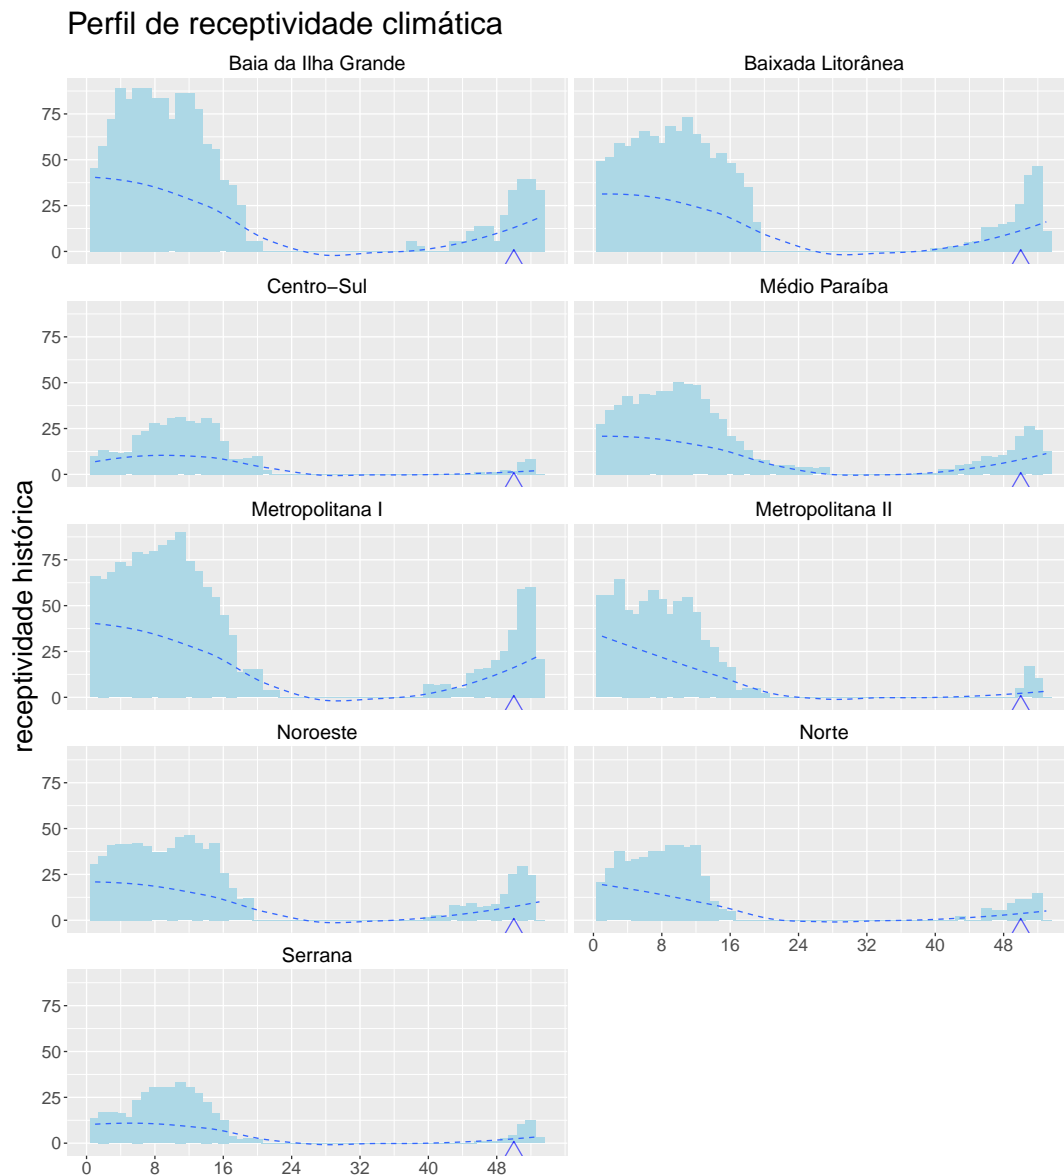 Perfil de receptividade climática
Baia da Ilha Grande
Baixada Litorânea
75
50
25
0
Centro−Sul
Médio Paraíba
75
50
25
0
receptividade histórica
Metropolitana I
Metropolitana II
75
50
25
0
Noroeste
Norte
75
50
25
0
0 8 16 24 32 40 48
Serrana
75
50
25
0
0 8 16 24 32 40 48